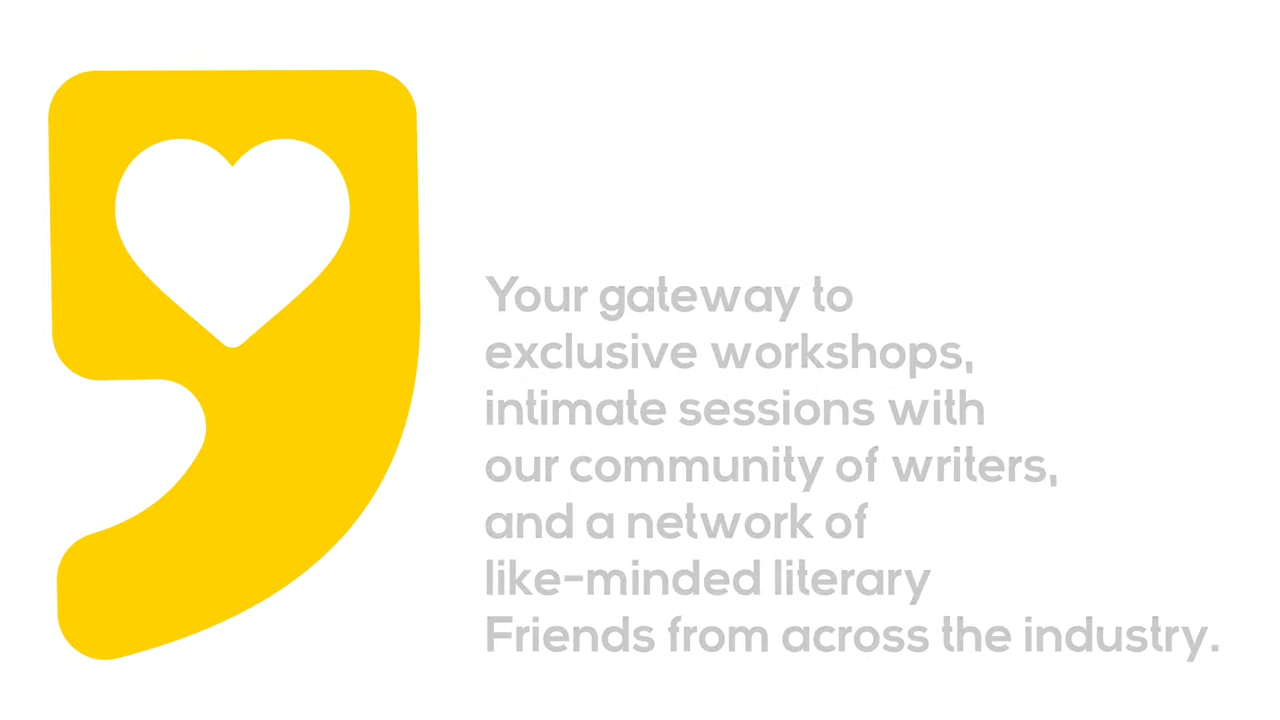 Your gateway to
exclusive workshops,
intimate sessions with
our community of writers,
and a network of
like-minded literary
Friends from across the industry.